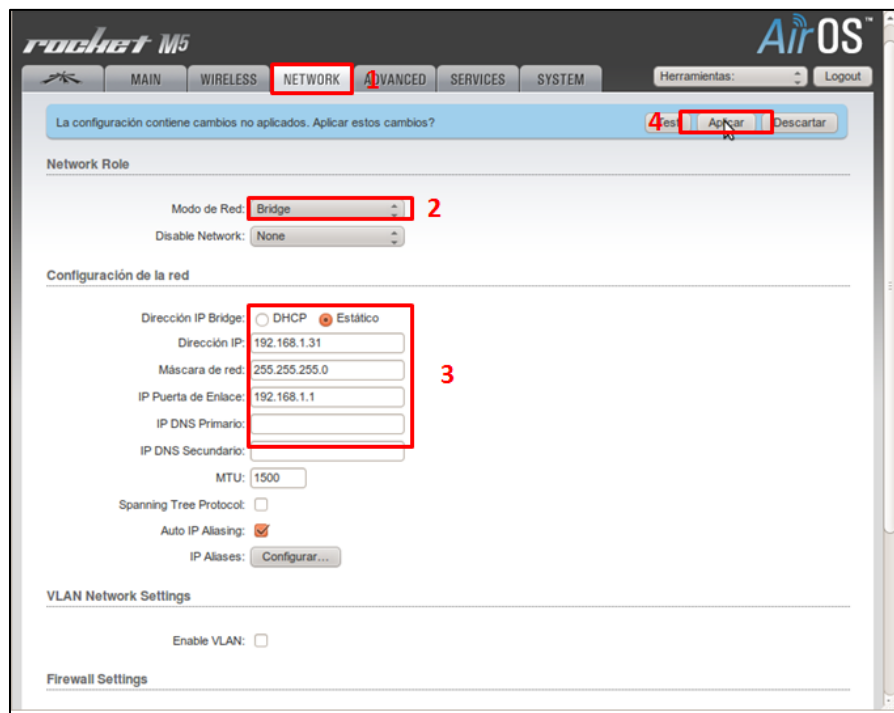 rocket M5
AirOS™
MAIN WIRELESS NETWORK 1 ADVANCED SERVICES SYSTEM Herramientas: Logout
La configuración contiene cambios no aplicados. Aplicar estos cambios? 4 Test Aplicar Descartar
Network Role
Modo de Red: Bridge 2
Disable Network: None
Configuración de la red
Dirección IP Bridge: DHCP Estático
Dirección IP: 192.168.1.31
Máscara de red: 255.255.255.0 3
IP Puerta de Enlace: 192.168.1.1
IP DNS Primario:
IP DNS Secundario:
MTU: 1500
Spanning Tree Protocol:
Auto IP Aliasing:
IP Aliases: Configurar...
VLAN Network Settings
Enable VLAN:
Firewall Settings